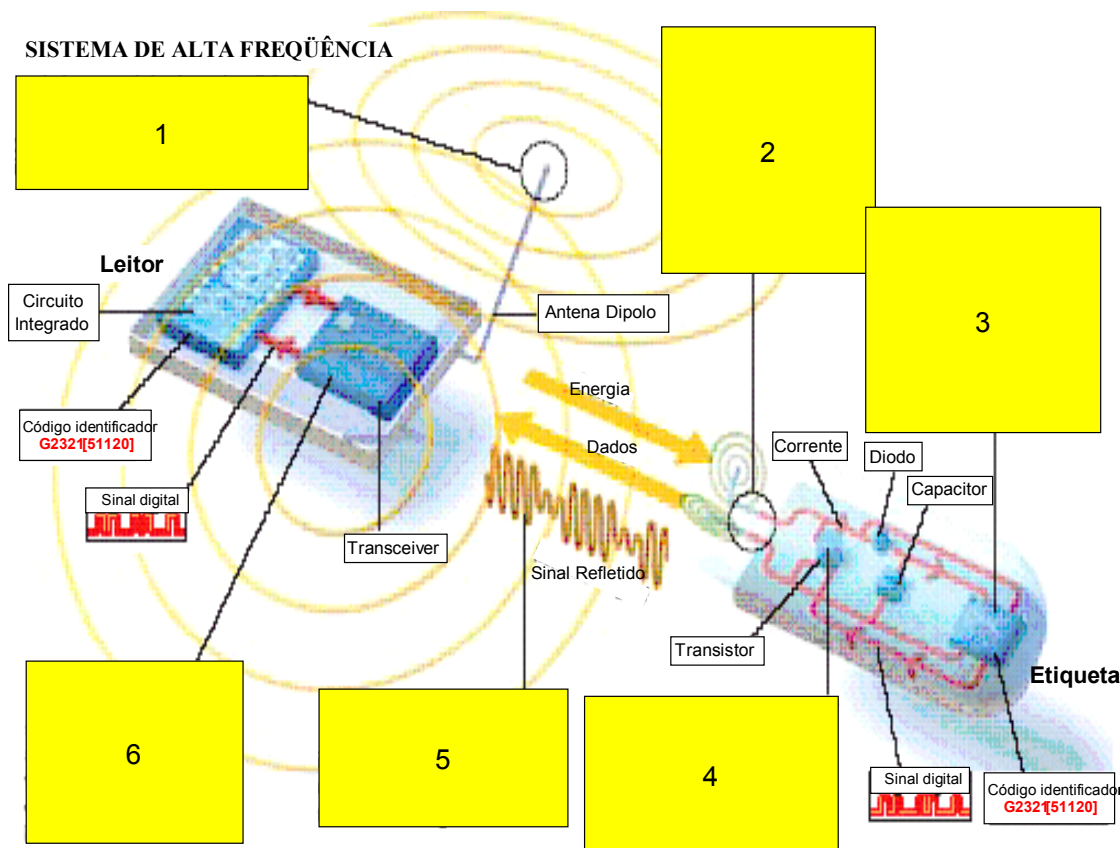 SISTEMA DE ALTA FREQÜÊNCIA
1
2
3
Leitor
Circuito
Integrado
Antena Dipolo
Energia
Código identificador
G2321[51120]
Dados
Corrente
Diodo
Capacitor
Sinal digital
Transceiver
Sinal Refletido
Transistor
Etiqueta
6
5
4
Sinal digital
Código identificador
G2321[51120]